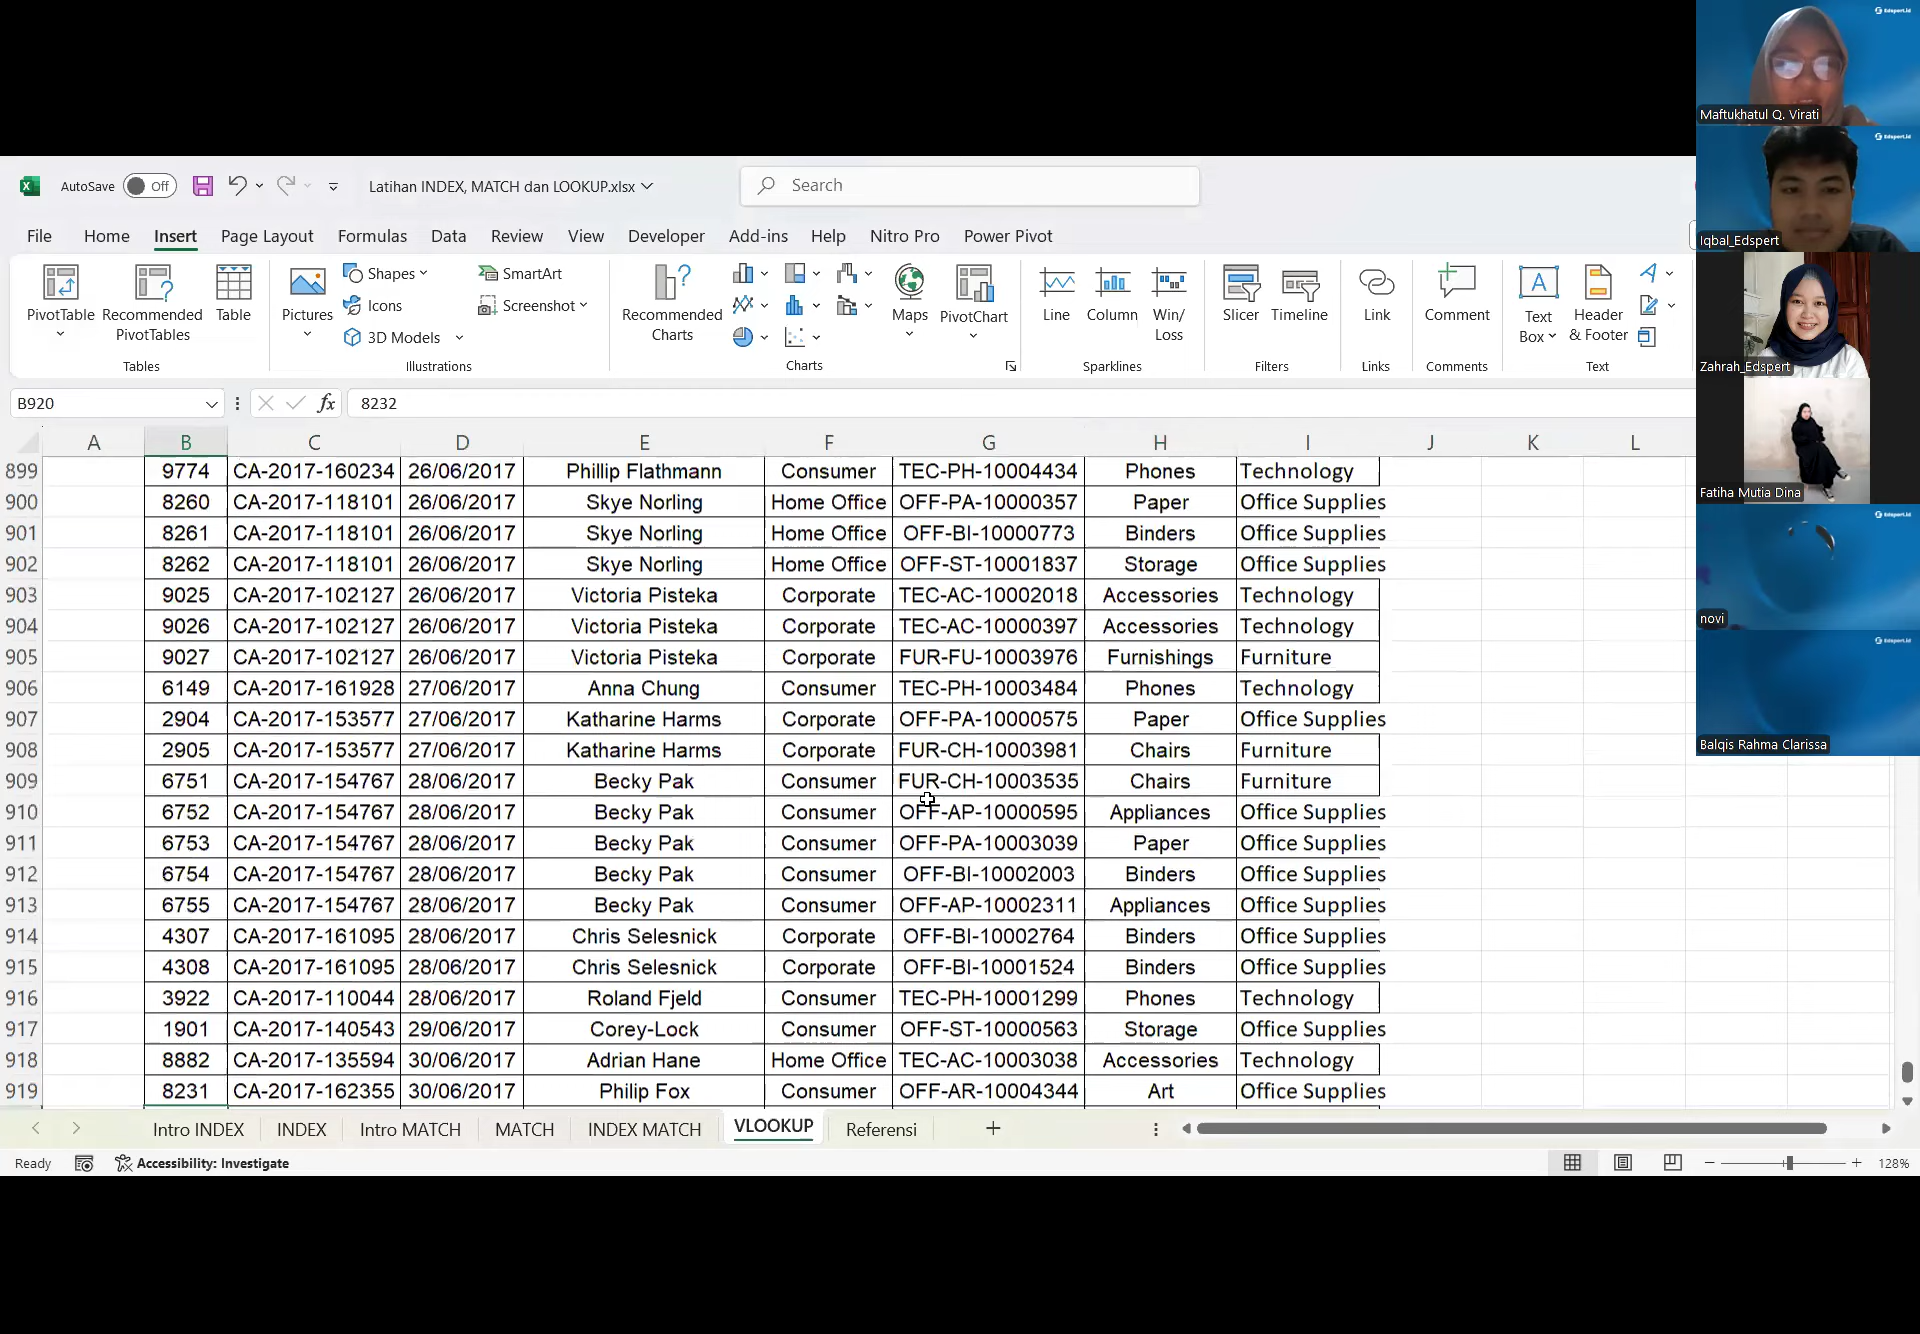 Edspert.id
Maftukhatul Q. Virati
Edspert.id
Iqbal_Edspert
Zahrah_Edspert
Fatiha Mutia Dina
Edspert.id
novi
Edspert.id
Balqis Rahma Clarissa
AutoSave Off Latihan INDEX, MATCH dan LOOKUP.xlsx Search
File Home Insert Page Layout Formulas Data Review View Developer Add-ins Help Nitro Pro Power Pivot
PivotTable
Recommended PivotTables
Table
Tables
Pictures
Shapes
Icons
3D Models
SmartArt
Screenshot
Illustrations
Recommended Charts
Maps
PivotChart
Charts
Line
Column
Win/Loss
Sparklines
Slicer
Timeline
Filters
Link
Links
Comment
Comments
Text Box
Header & Footer
Text
B920 fx 8232
A B C D E F G H I J K L
899 9774 CA-2017-160234 26/06/2017 Phillip Flathmann Consumer TEC-PH-10004434 Phones Technology
900 8260 CA-2017-118101 26/06/2017 Skye Norling Home Office OFF-PA-10000357 Paper Office Supplies
901 8261 CA-2017-118101 26/06/2017 Skye Norling Home Office OFF-BI-10000773 Binders Office Supplies
902 8262 CA-2017-118101 26/06/2017 Skye Norling Home Office OFF-ST-10001837 Storage Office Supplies
903 9025 CA-2017-102127 26/06/2017 Victoria Pisteka Corporate TEC-AC-10002018 Accessories Technology
904 9026 CA-2017-102127 26/06/2017 Victoria Pisteka Corporate TEC-AC-10000397 Accessories Technology
905 9027 CA-2017-102127 26/06/2017 Victoria Pisteka Corporate FUR-FU-10003976 Furnishings Furniture
906 6149 CA-2017-161928 27/06/2017 Anna Chung Consumer TEC-PH-10003484 Phones Technology
907 2904 CA-2017-153577 27/06/2017 Katharine Harms Corporate OFF-PA-10000575 Paper Office Supplies
908 2905 CA-2017-153577 27/06/2017 Katharine Harms Corporate FUR-CH-10003981 Chairs Furniture
909 6751 CA-2017-154767 28/06/2017 Becky Pak Consumer FUR-CH-10003535 Chairs Furniture
910 6752 CA-2017-154767 28/06/2017 Becky Pak Consumer OFF-AP-10000595 Appliances Office Supplies
911 6753 CA-2017-154767 28/06/2017 Becky Pak Consumer OFF-PA-10003039 Paper Office Supplies
912 6754 CA-2017-154767 28/06/2017 Becky Pak Consumer OFF-BI-10002003 Binders Office Supplies
913 6755 CA-2017-154767 28/06/2017 Becky Pak Consumer OFF-AP-10002311 Appliances Office Supplies
914 4307 CA-2017-161095 28/06/2017 Chris Selesnick Corporate OFF-BI-10002764 Binders Office Supplies
915 4308 CA-2017-161095 28/06/2017 Chris Selesnick Corporate OFF-BI-10001524 Binders Office Supplies
916 3922 CA-2017-110044 28/06/2017 Roland Fjeld Consumer TEC-PH-10001299 Phones Technology
917 1901 CA-2017-140543 29/06/2017 Corey-Lock Consumer OFF-ST-10000563 Storage Office Supplies
918 8882 CA-2017-135594 30/06/2017 Adrian Hane Home Office TEC-AC-10003038 Accessories Technology
919 8231 CA-2017-162355 30/06/2017 Philip Fox Consumer OFF-AR-10004344 Art Office Supplies
Intro INDEX INDEX Intro MATCH MATCH INDEX MATCH VLOOKUP Referensi
Ready Accessibility: Investigate 128%